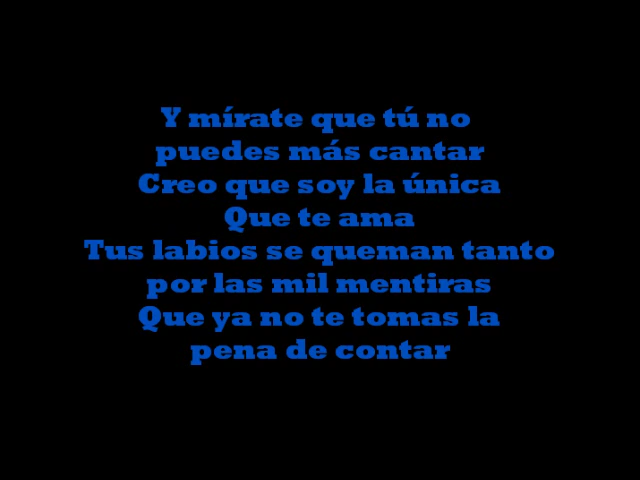 Y mírate que tú no
puedes más cantar
Creo que soy la única
Que te ama
Tus labios se queman tanto
por las mil mentiras
Que ya no te tomas la
pena de contar